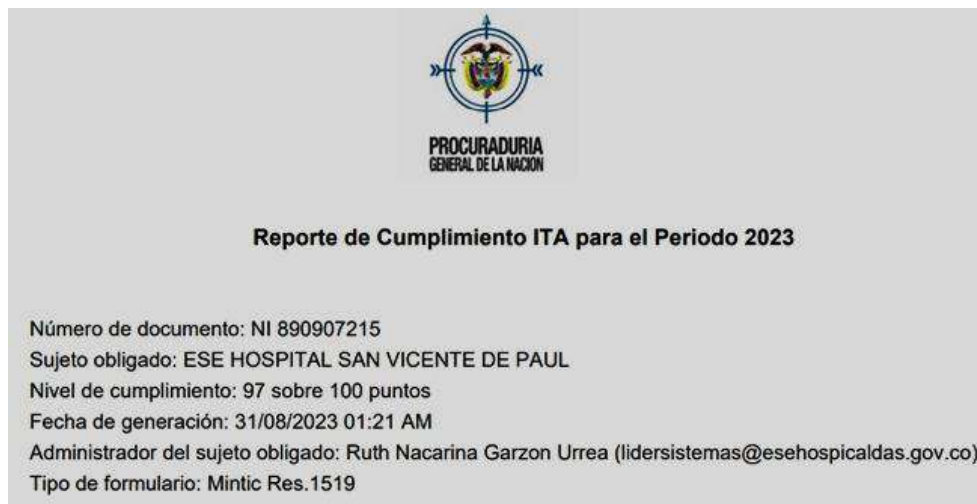 PROCURADURIA
GENERAL DE LA NACION
Reporte de Cumplimiento ITA para el Periodo 2023
Número de documento: NI 890907215
Sujeto obligado: ESE HOSPITAL SAN VICENTE DE PAUL
Nivel de cumplimiento: 97 sobre 100 puntos
Fecha de generación: 31/08/2023 01:21 AM
Administrador del sujeto obligado: Ruth Nacarina Garzon Urrea (lidersistemas@esehospicaldas.gov.co)
Tipo de formulario: Mintic Res.1519